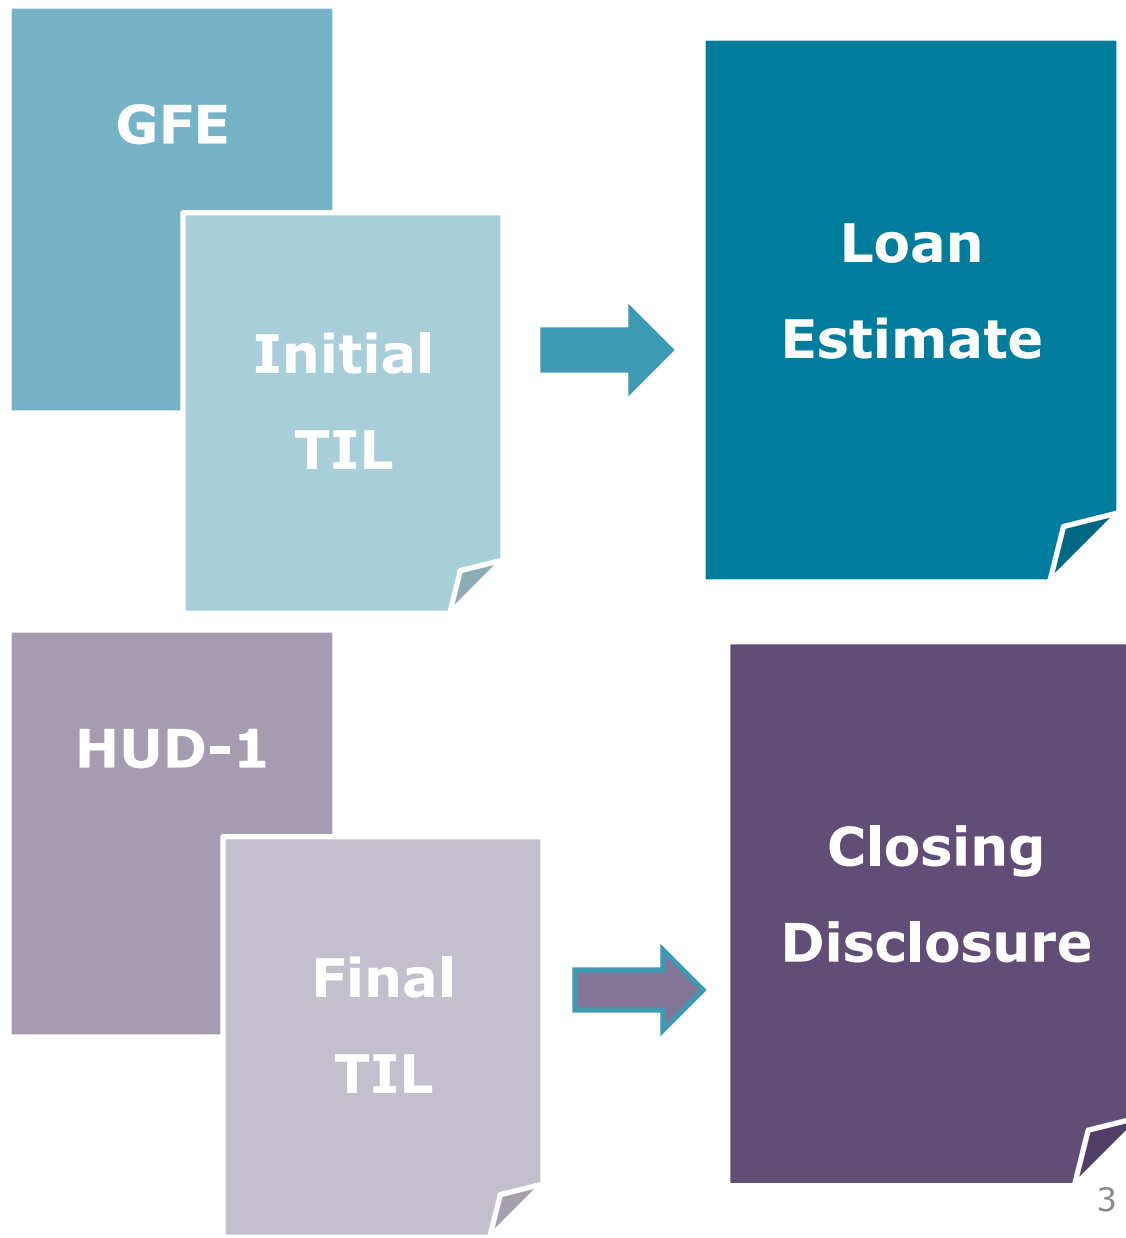 GFE
Initial
TIL
Loan
Estimate
HUD-1
Final
TIL
Closing
Disclosure
3